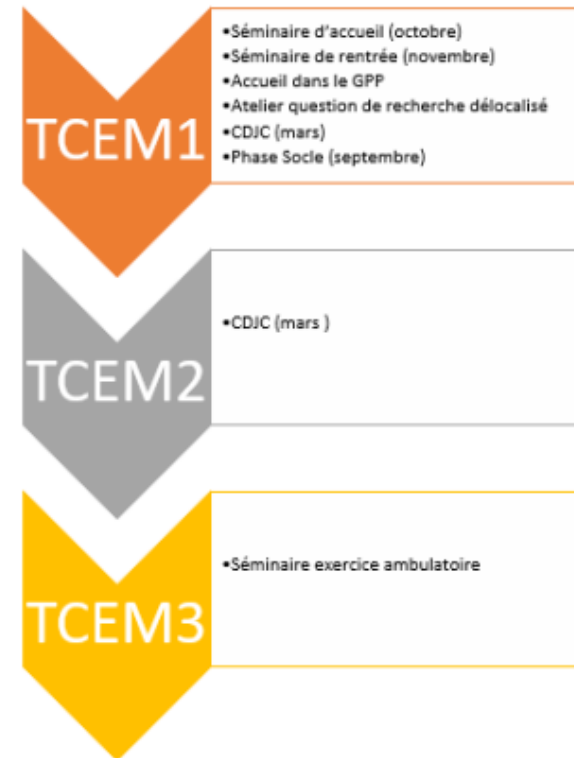 TCEM1
•Séminaire d'accueil (octobre)
•Séminaire de rentrée (novembre)
•Accueil dans le GPP
•Atelier question de recherche délocalisé
•CDJC (mars)
•Phase Socle (septembre)
TCEM2
•CDJC (mars )
TCEM3
•Séminaire exercice ambulatoire